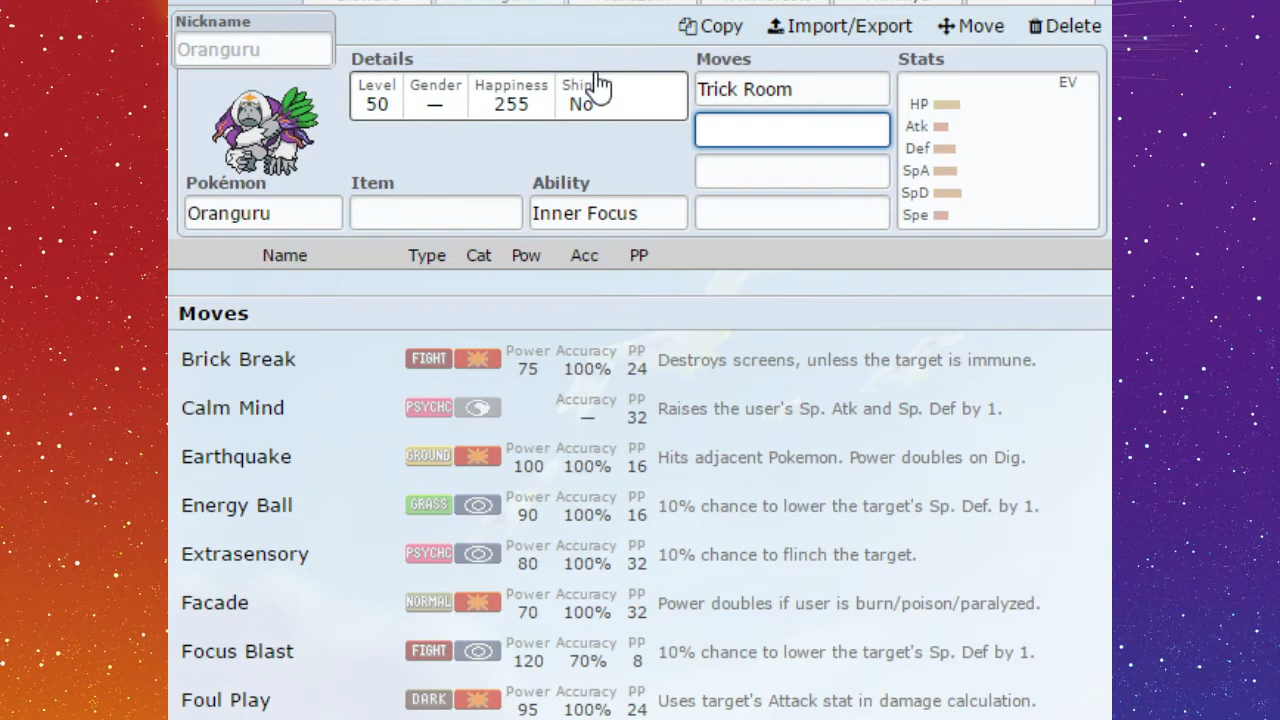 Nickname
Oranguru
Copy Import/Export Move Delete
Details
Level Gender Happiness
50 — 255 No
Moves
Trick Room
Stats
EV
HP
Atk
Def
SpA
SpD
Spe
Pokémon Item Ability
Oranguru Inner Focus
Name Type Cat Pow Acc PP
Moves
Brick Break FIGHT Power 75 Accuracy 100% PP 24 Destroys screens, unless the target is immune.
Calm Mind PSYCHC Accuracy — PP 32 Raises the user's Sp. Atk and Sp. Def by 1.
Earthquake GROUND Power 100 Accuracy 100% PP 16 Hits adjacent Pokemon. Power doubles on Dig.
Energy Ball GRASS Power 90 Accuracy 100% PP 16 10% chance to lower the target's Sp. Def. by 1.
Extrasensory PSYCHC Power 80 Accuracy 100% PP 32 10% chance to flinch the target.
Facade NORMAL Power 70 Accuracy 100% PP 32 Power doubles if user is burn/poison/paralyzed.
Focus Blast FIGHT Power 120 Accuracy 70% PP 8 10% chance to lower the target's Sp. Def by 1.
Foul Play DARK Power 95 Accuracy 100% PP 24 Uses target's Attack stat in damage calculation.